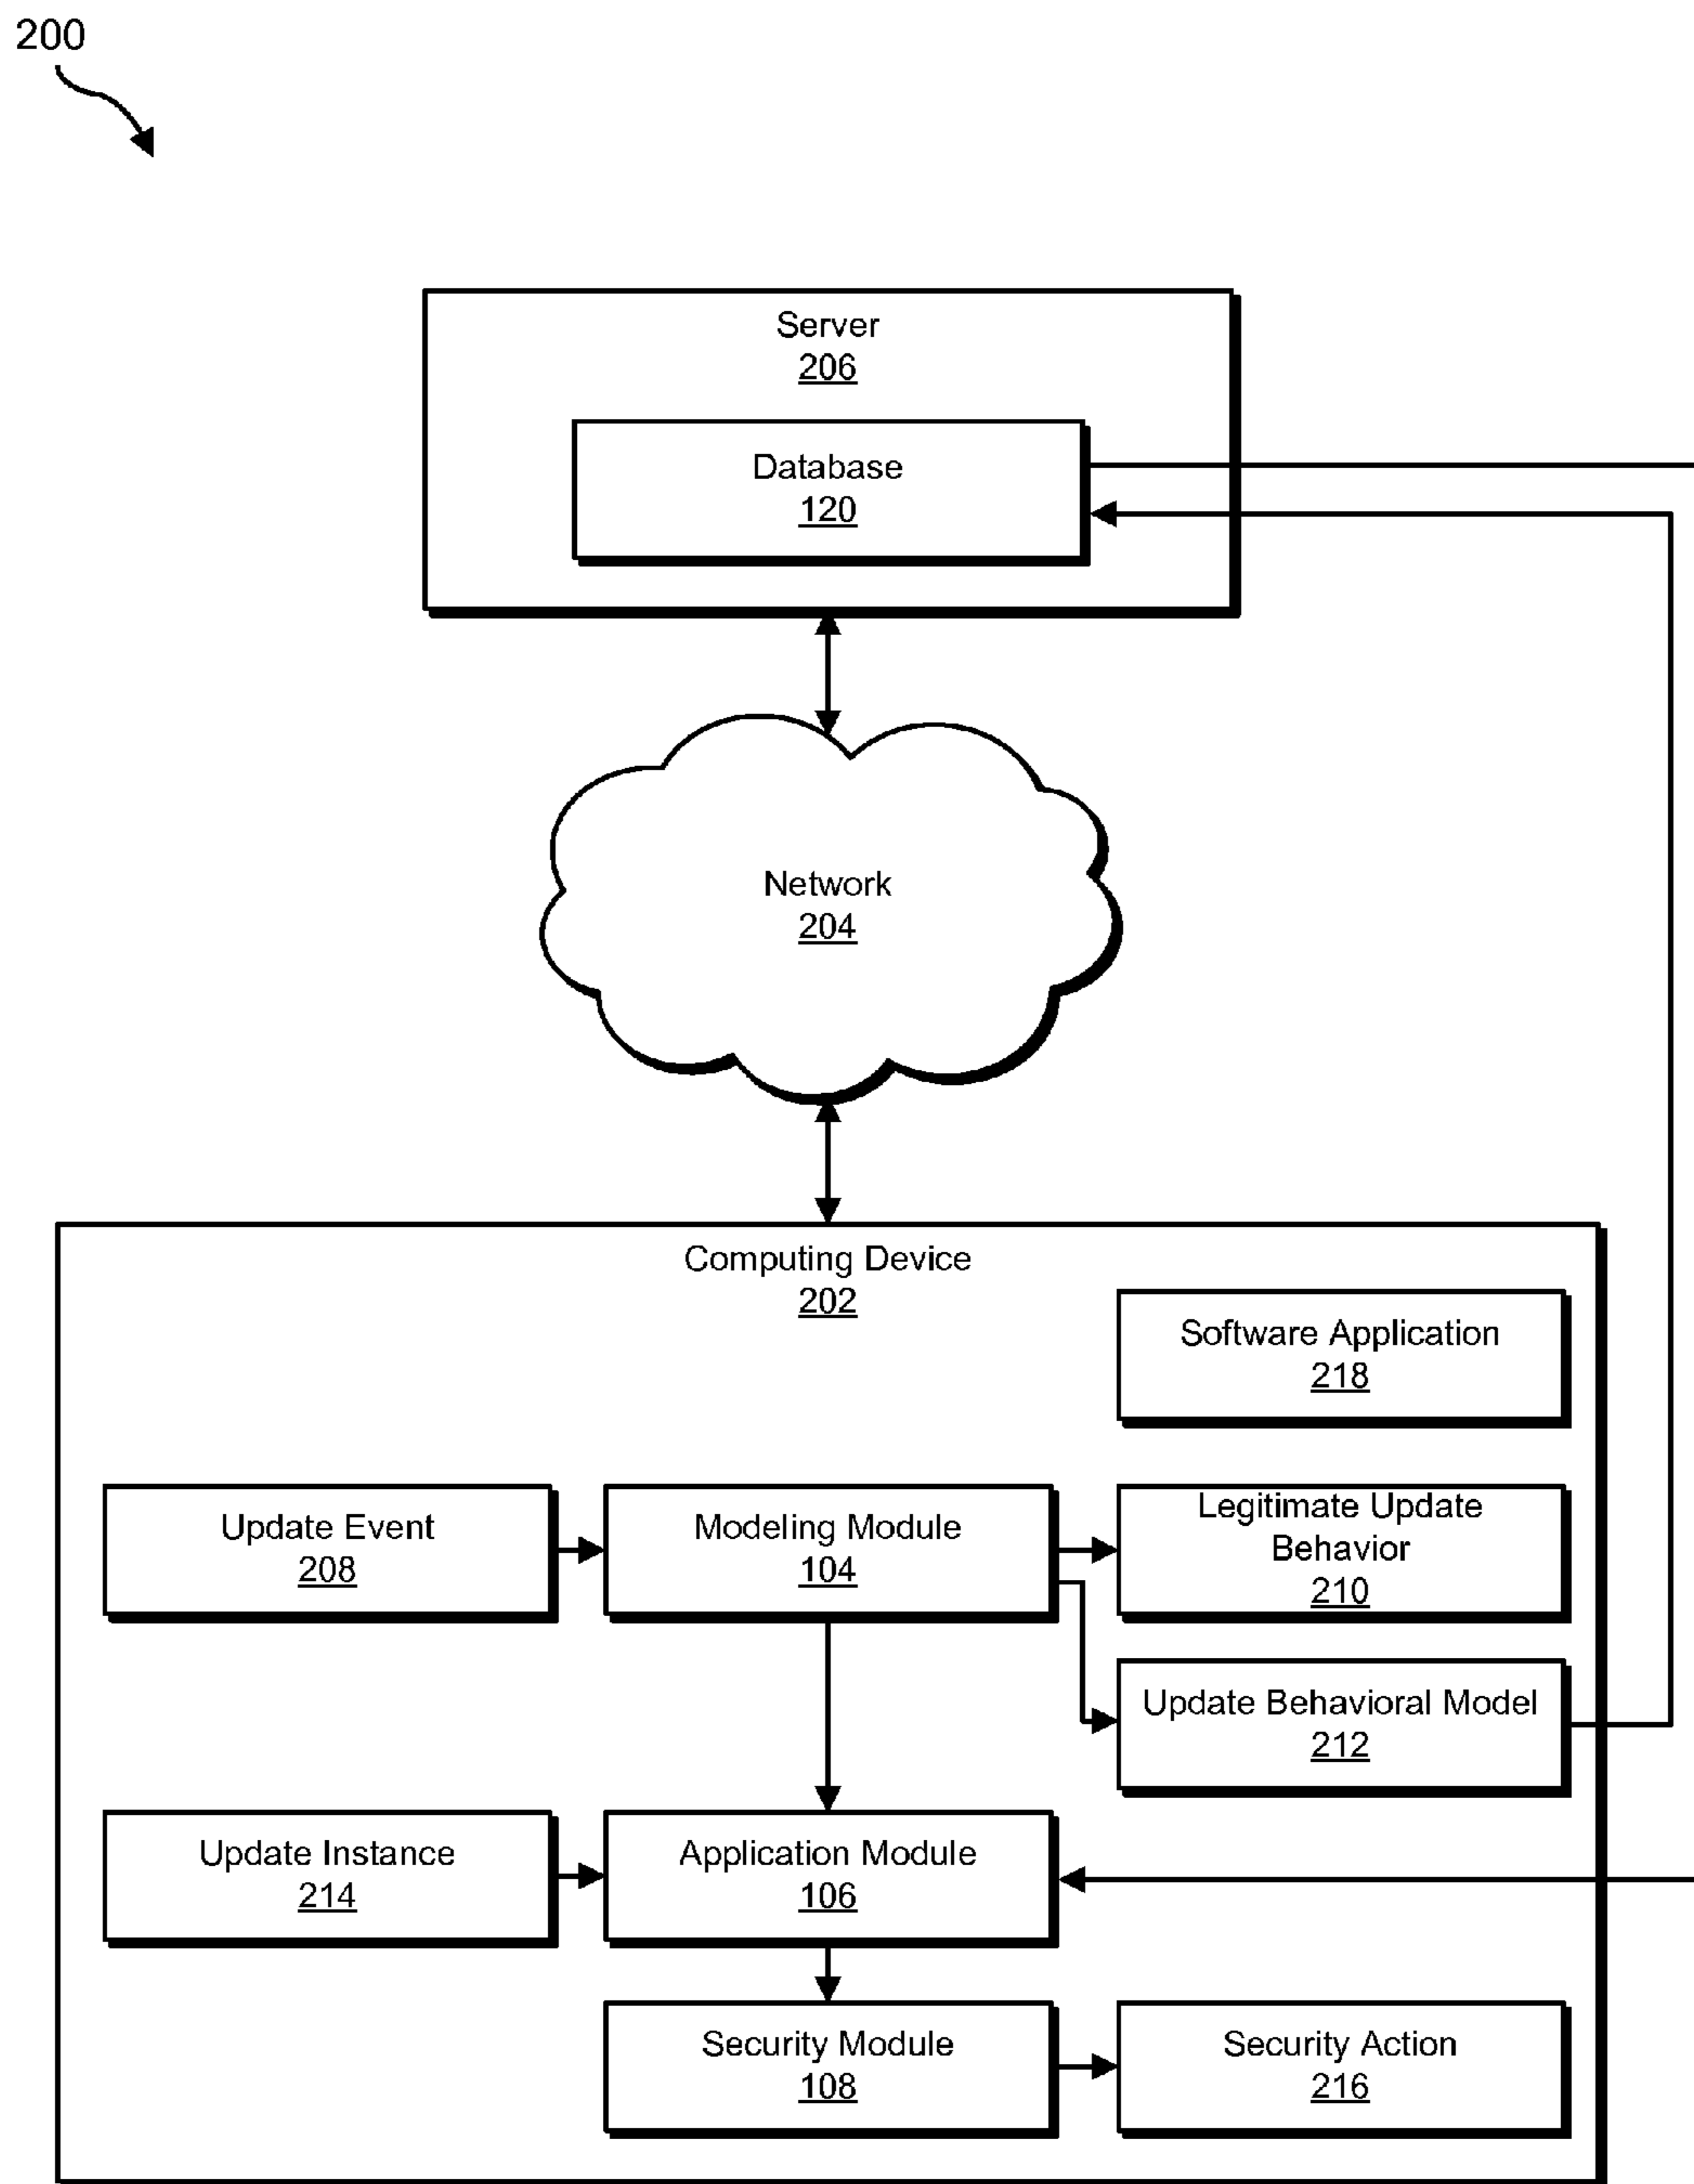 200
Server
206
Database
120
Network
204
Computing Device
202
Software Application
218
Update Event
208
Modeling Module
104
Legitimate Update
Behavior
210
Update Behavioral Model
212
Update Instance
214
Application Module
106
Security Module
108
Security Action
216